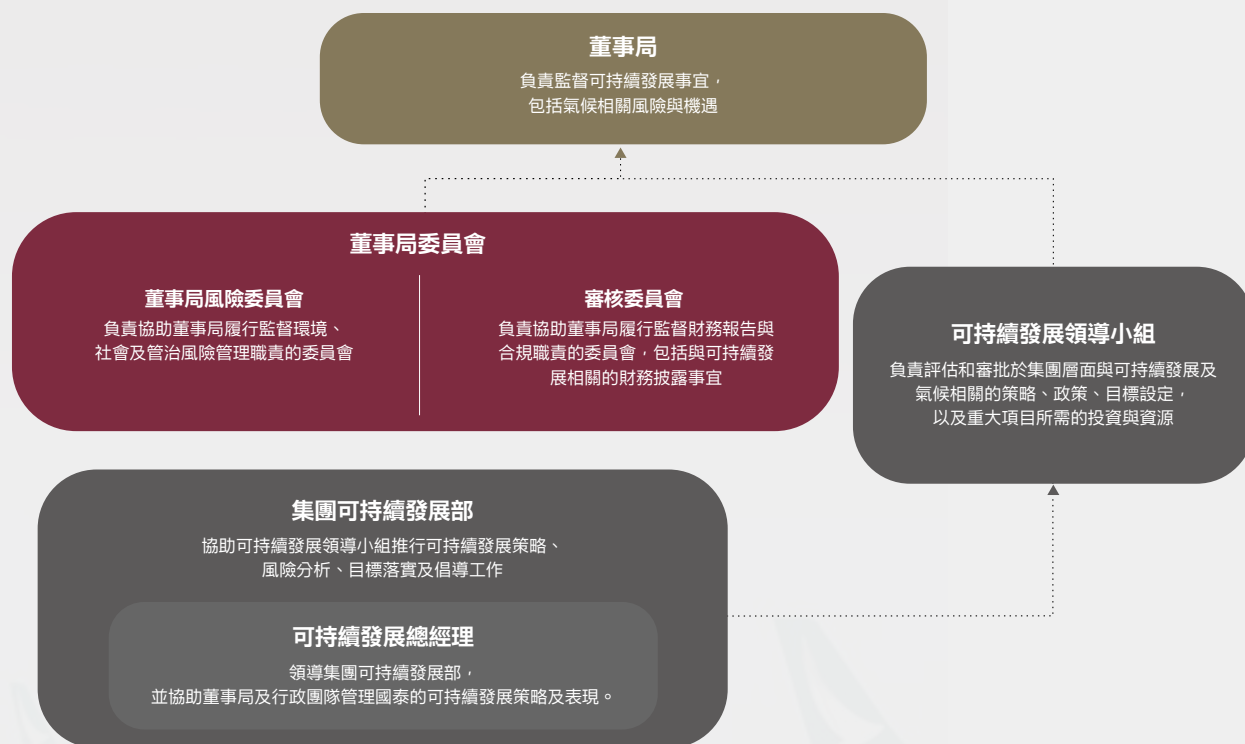 董事局
負責監督可持續發展事宜，
包括氣候相關風險與機遇
董事局委員會
董事局風險委員會
負責協助董事局履行監督環境、
社會及管治風險管理職責的委員會
審核委員會
負責協助董事局履行監督財務報告與
合規職責的委員會，包括與可持續發
展相關的財務披露事宜
可持續發展領導小組
負責評估和審批於集團層面與可持續發展及
氣候相關的策略、政策、目標設定，
以及重大項目所需的投資與資源
集團可持續發展部
協助可持續發展領導小組推行可持續發展策略、
風險分析、目標落實及倡導工作
可持續發展總經理
領導集團可持續發展部，
並協助董事局及行政團隊管理國泰的可持續發展策略及表現。